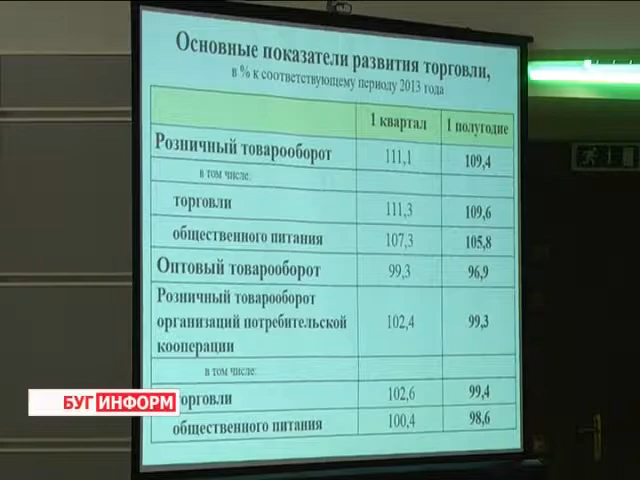 Основные показатели развития торговли,
в % к соответствующему периоду 2013 года
1 квартал 1 полугодие
Розничный товарооборот 111,1 109,4
в том числе:
торговли 111,3 109,6
общественного питания 107,3 105,8
Оптовый товарооборот 99,3 96,9
Розничный товарооборот
организаций потребительской 102,4 99,3
кооперации
в том числе:
орговли 102,6 99,4
общественного питания 100,4 98,6
БУГ ИНФОРМ